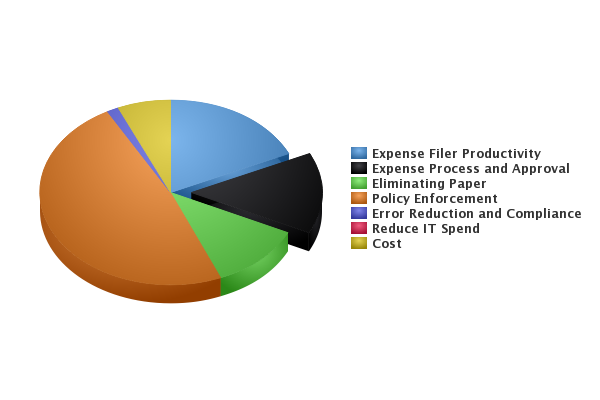 Expense Filer Productivity
Expense Process and Approval
Eliminating Paper
Policy Enforcement
Error Reduction and Compliance
Reduce IT Spend
Cost